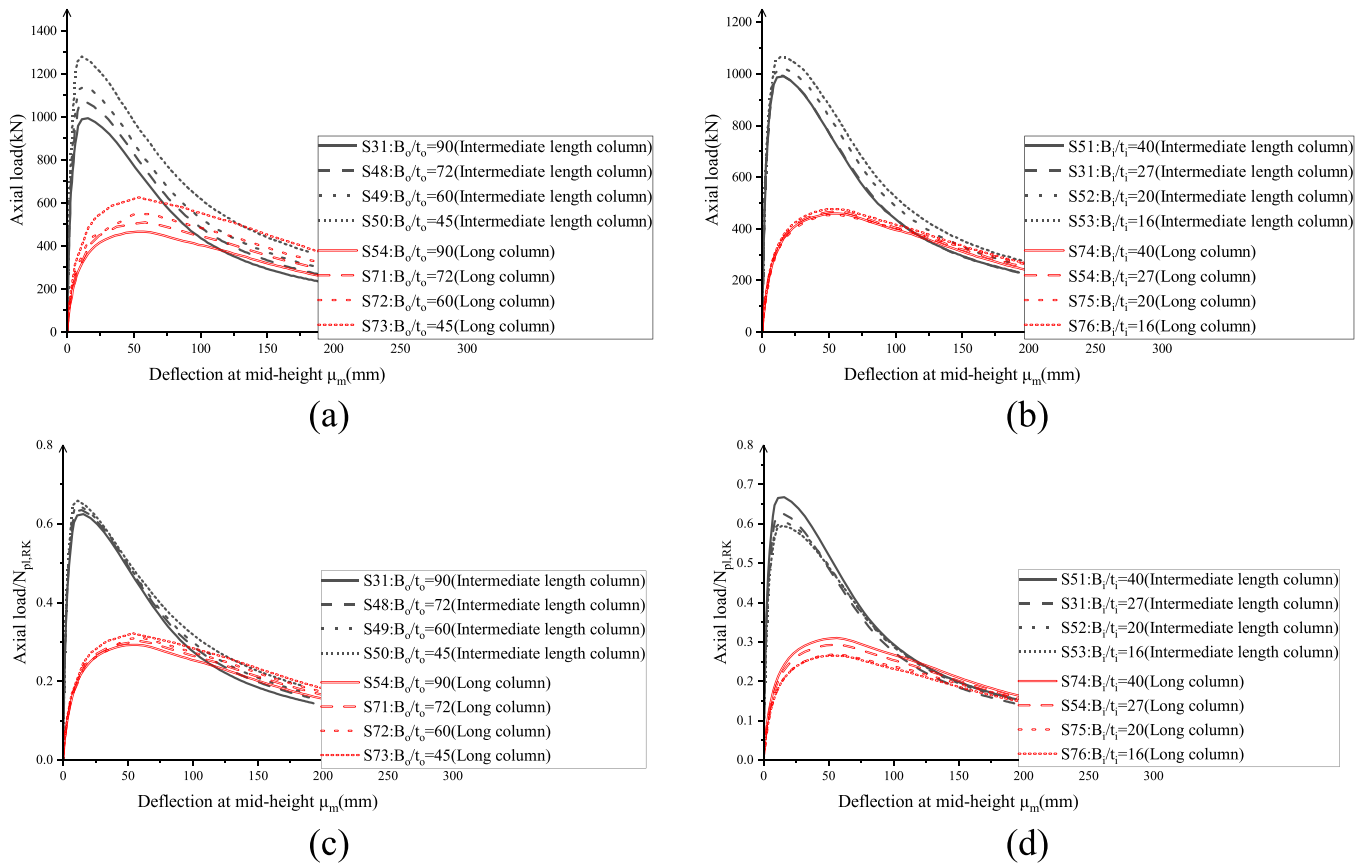 1400
1200
1000
800
600
400
200
0
Axial load(kN)
S31:Bo/to=90(Intermediate length column)
S48:Bo/to=72(Intermediate length column)
S49:Bo/to=60(Intermediate length column)
S50:Bo/to=45(Intermediate length column)
S54:Bo/to=90(Long column)
S71:Bo/to=72(Long column)
S72:Bo/to=60(Long column)
S73:Bo/to=45(Long column)
0 50 100 150 200 250 300
Deflection at mid-height μm(mm)
(a)
1200
1000
800
600
400
200
0
Axial load(kN)
S51:Bi/ti=40(Intermediate length column)
S31:Bi/ti=27(Intermediate length column)
S52:Bi/ti=20(Intermediate length column)
S53:Bi/ti=16(Intermediate length column)
S74:Bi/ti=40(Long column)
S54:Bi/ti=27(Long column)
S75:Bi/ti=20(Long column)
S76:Bi/ti=16(Long column)
0 50 100 150 200 250 300
Deflection at mid-height μm(mm)
(b)
0.8
0.6
0.4
0.2
0.0
Axial load/Npl,RK
S31:Bo/to=90(Intermediate length column)
S48:Bo/to=72(Intermediate length column)
S49:Bo/to=60(Intermediate length column)
S50:Bo/to=45(Intermediate length column)
S54:Bo/to=90(Long column)
S71:Bo/to=72(Long column)
S72:Bo/to=60(Long column)
S73:Bo/to=45(Long column)
0 50 100 150 200 250 300
Deflection at mid-height μm(mm)
(c)
0.8
0.7
0.6
0.5
0.4
0.3
0.2
0.1
0.0
Axial load/Npl,RK
S51:Bi/ti=40(Intermediate length column)
S31:Bi/ti=27(Intermediate length column)
S52:Bi/ti=20(Intermediate length column)
S53:Bi/ti=16(Intermediate length column)
S74:Bi/ti=40(Long column)
S54:Bi/ti=27(Long column)
S75:Bi/ti=20(Long column)
S76:Bi/ti=16(Long column)
0 50 100 150 200 250 300
Deflection at mid-height μm(mm)
(d)